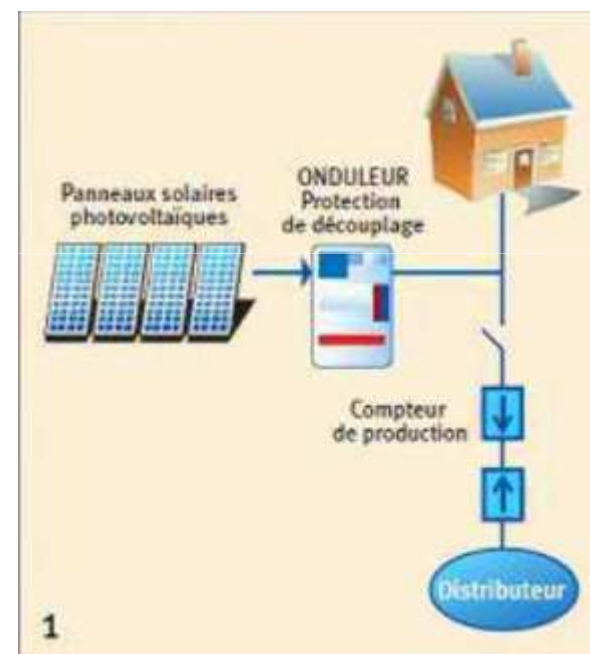 Panneaux solaires
photovoltaïques
ONDULEUR
Protection
de découplage
Compteur
de production
Distributeur
1